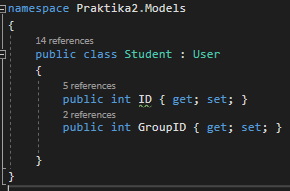 namespace Praktika2.Models
{
14 references
public class Student : User
{
5 references
public int ID { get; set; }
2 references
public int GroupID { get; set; }
}
}